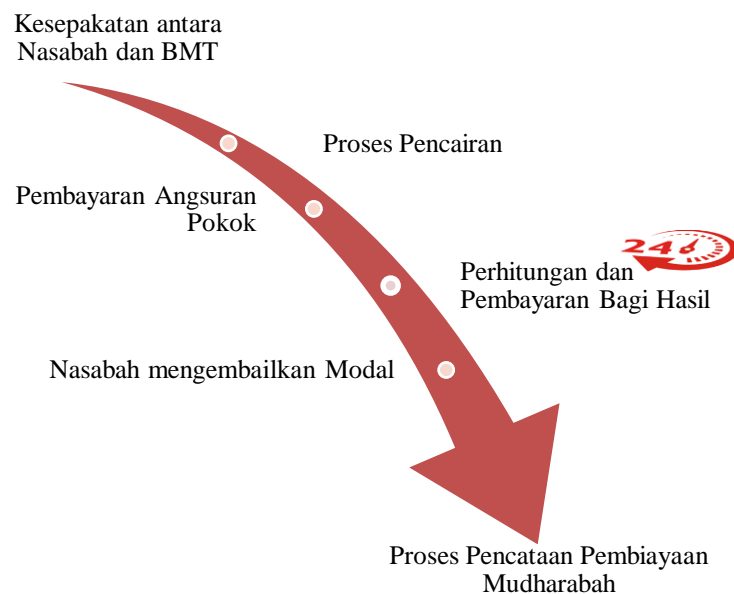 Kesepakatan antara
Nasabah dan BMT
Proses Pencairan
Pembayaran Angsuran
Pokok
24
Perhitungan dan
Pembayaran Bagi Hasil
Nasabah mengembailkan Modal
Proses Pencataan Pembiayaan
Mudharabah